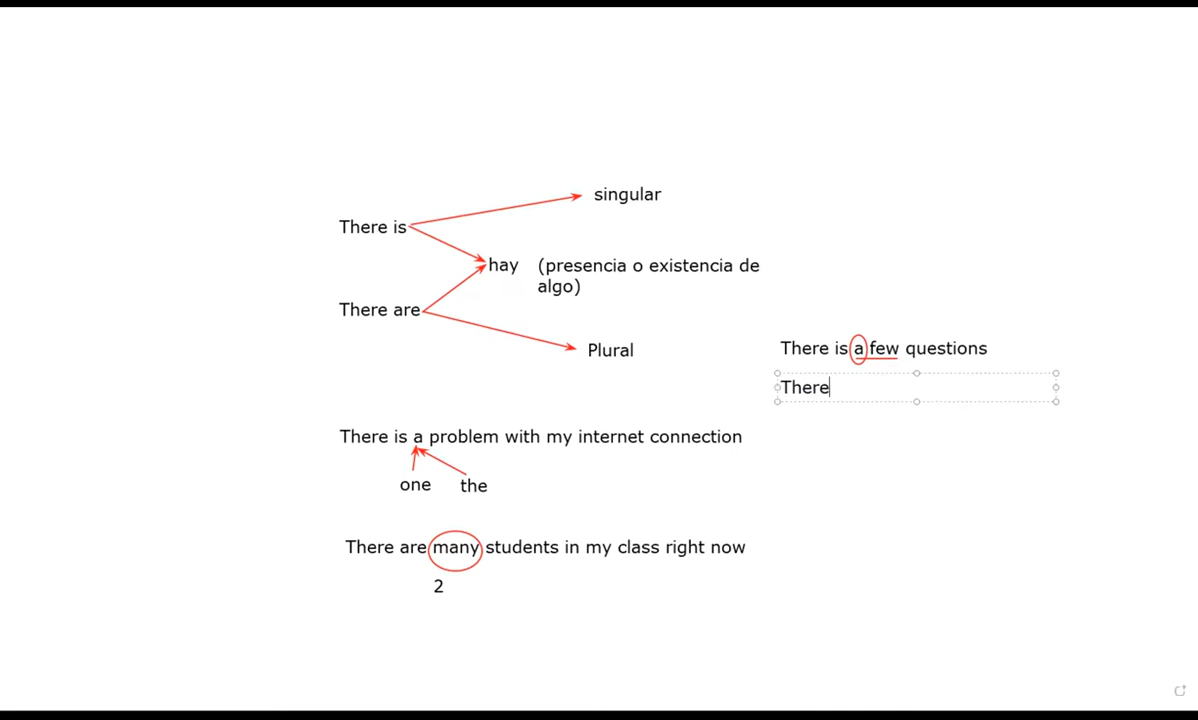 singular
There is
hay (presencia o existencia de
algo)
There are
Plural
There is a few questions
There
There is a problem with my internet connection
one the
There are many students in my class right now
2